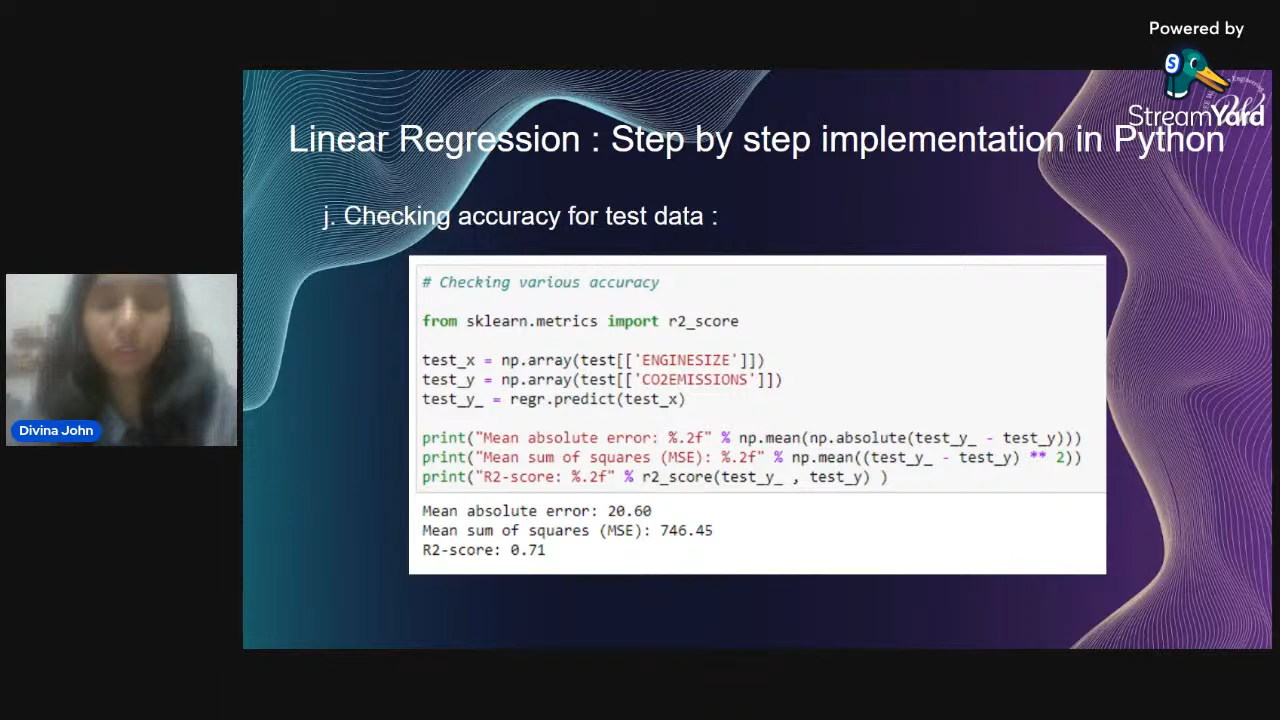 Powered by
StreamYard
Linear Regression : Step by step implementation in Python
j. Checking accuracy for test data :
# Checking various accuracy
from sklearn.metrics import r2_score
test_x = np.array(test[['ENGINESIZE']])
test_y = np.array(test[['CO2EMISSIONS']])
test_y_ = regr.predict(test_x)
print("Mean absolute error: %.2f" % np.mean(np.absolute(test_y_ - test_y)))
print("Mean sum of squares (MSE): %.2f" % np.mean((test_y_ - test_y) ** 2))
print("R2-score: %.2f" % r2_score(test_y_ , test_y) )
Mean absolute error: 20.60
Mean sum of squares (MSE): 746.45
R2-score: 0.71
Divina John